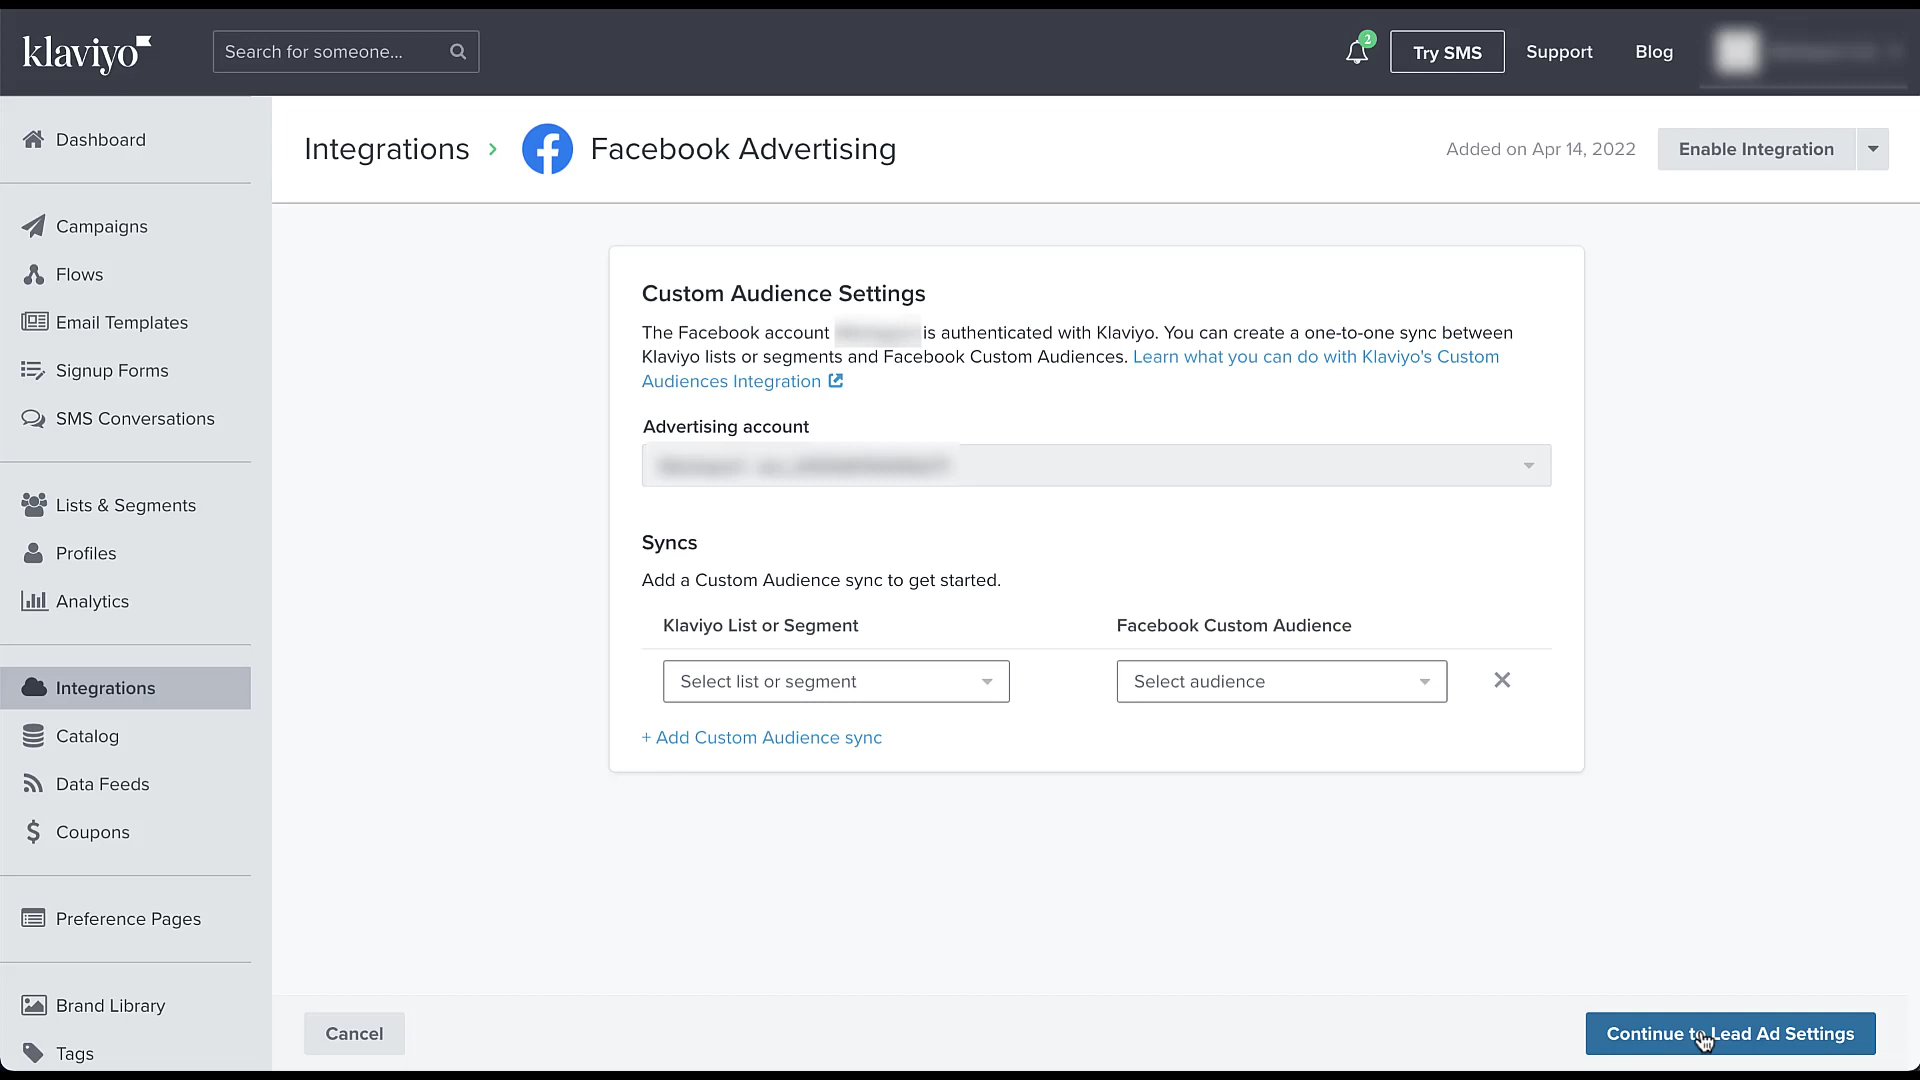 klaviyo
Search for someone...
2
Try SMS
Support
Blog
Dashboard
Campaigns
Flows
Email Templates
Signup Forms
SMS Conversations
Lists & Segments
Profiles
Analytics
Integrations
Catalog
Data Feeds
Coupons
Preference Pages
Brand Library
Tags
Integrations
Facebook Advertising
Added on Apr 14, 2022
Enable Integration
Custom Audience Settings
The Facebook account is authenticated with Klaviyo. You can create a one-to-one sync between
Klaviyo lists or segments and Facebook Custom Audiences. Learn what you can do with Klaviyo's Custom
Audiences Integration
Advertising account
Syncs
Add a Custom Audience sync to get started.
Klaviyo List or Segment
Facebook Custom Audience
Select list or segment
Select audience
+ Add Custom Audience sync
Cancel
Continue to Lead Ad Settings